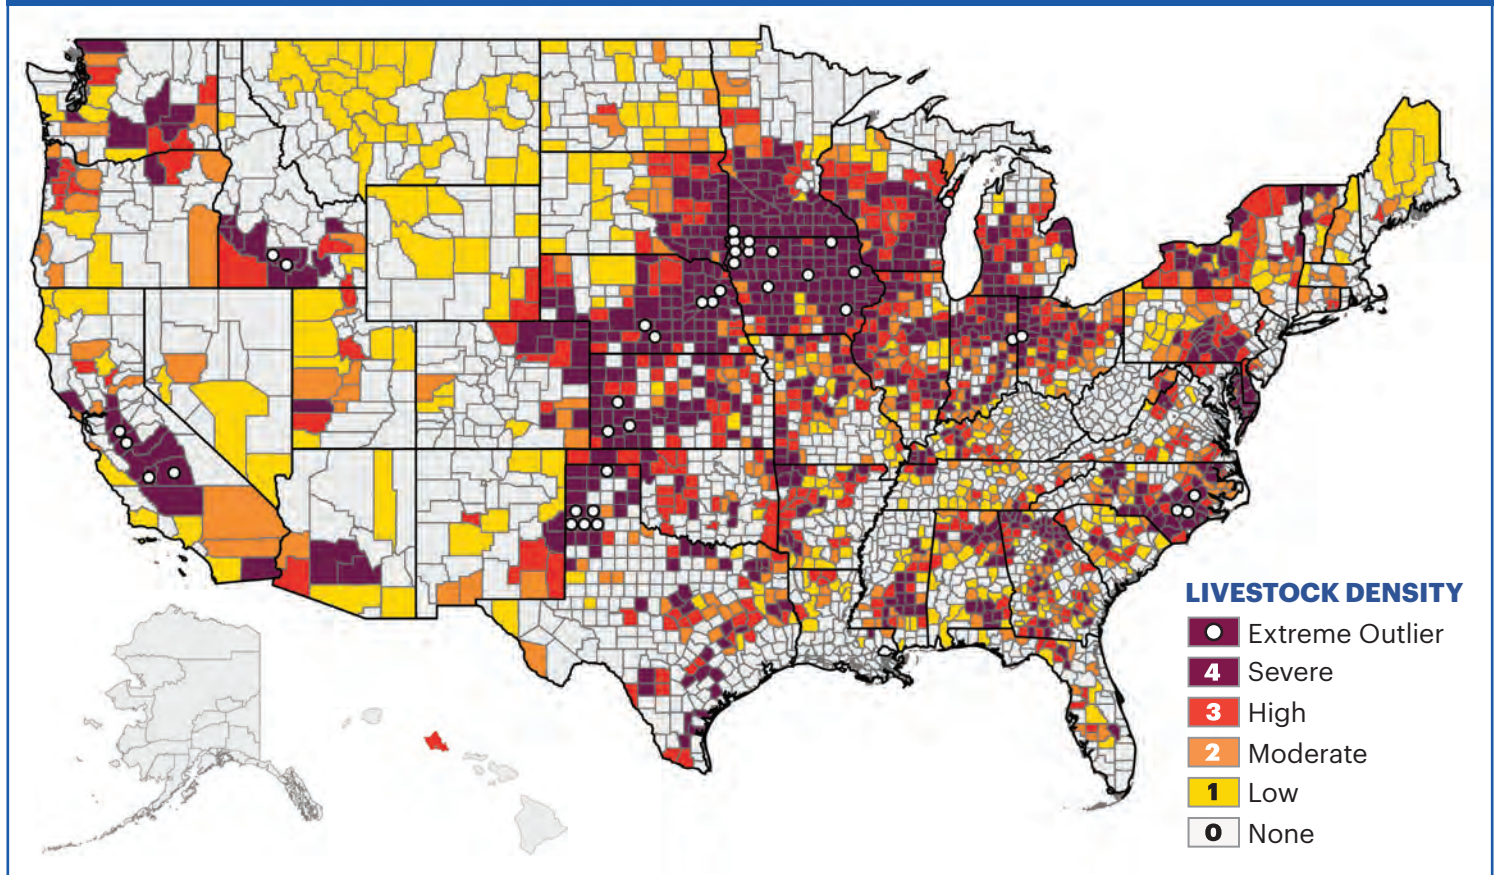 LIVESTOCK DENSITY
Extreme Outlier
4 Severe
3 High
2 Moderate
1 Low
0 None